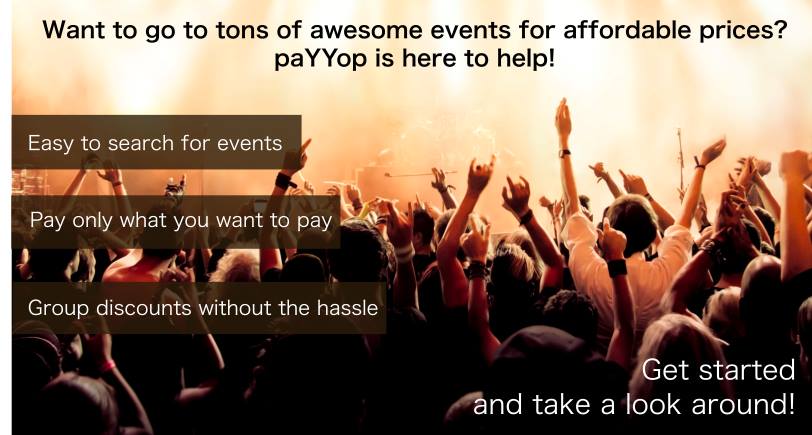 Want to go to tons of awesome events for affordable prices?
paYYop is here to help!
Easy to search for events
Pay only what you want to pay
Group discounts without the hassle
Get started
and take a look around!